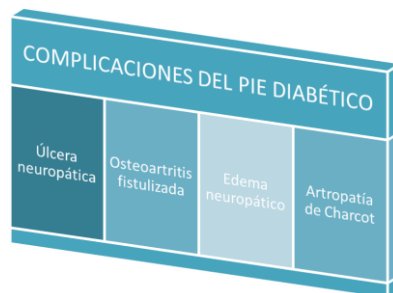 COMPLICACIONES DEL PIE DIABÉTICO
Úlcera
neuropática
Osteoartritis
fistulizada
Edema
neuropático
Artropatía
de Charcot